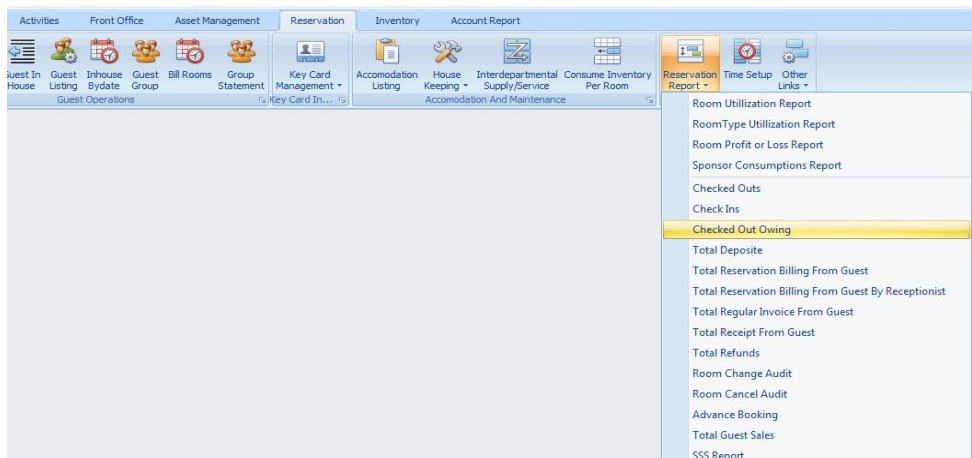 Activities Front Office Asset Management Reservation Inventory Account Report
Guest In Guest Inhouse Guest Bill Rooms Group Key Card Accomodation House Interdepartmental Consume Inventory Reservation Time Setup Other
House Listing Bydate Group Statement Management Listing Keeping Supply/Service Per Room Report Links
Guest Operations Key Card In... Accomodation And Maintenance
Room Utillization Report
RoomType Utillization Report
Room Profit or Loss Report
Sponsor Consumptions Report
Checked Outs
Check Ins
Checked Out Owing
Total Deposite
Total Reservation Billing From Guest
Total Reservation Billing From Guest By Receptionist
Total Regular Invoice From Guest
Total Receipt From Guest
Total Refunds
Room Change Audit
Room Cancel Audit
Advance Booking
Total Guest Sales
SSS Report